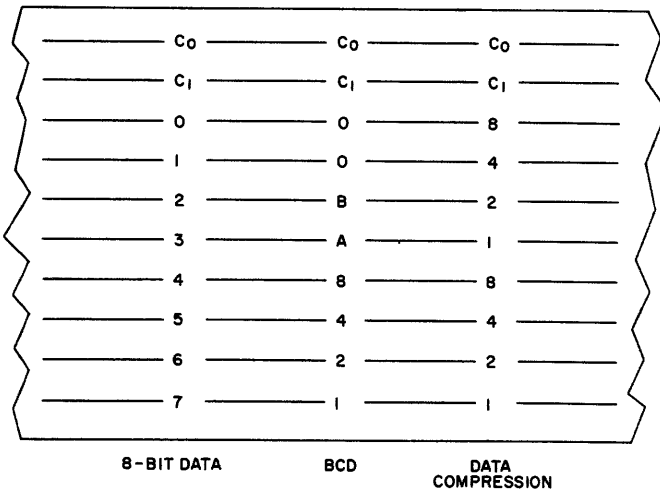 C0 C0 C0
C1 C1 C1
0 0 8
1 0 4
2 B 2
3 A 1
4 8 8
5 4 4
6 2 2
7 1 1
8-BIT DATA BCD DATA
COMPRESSION